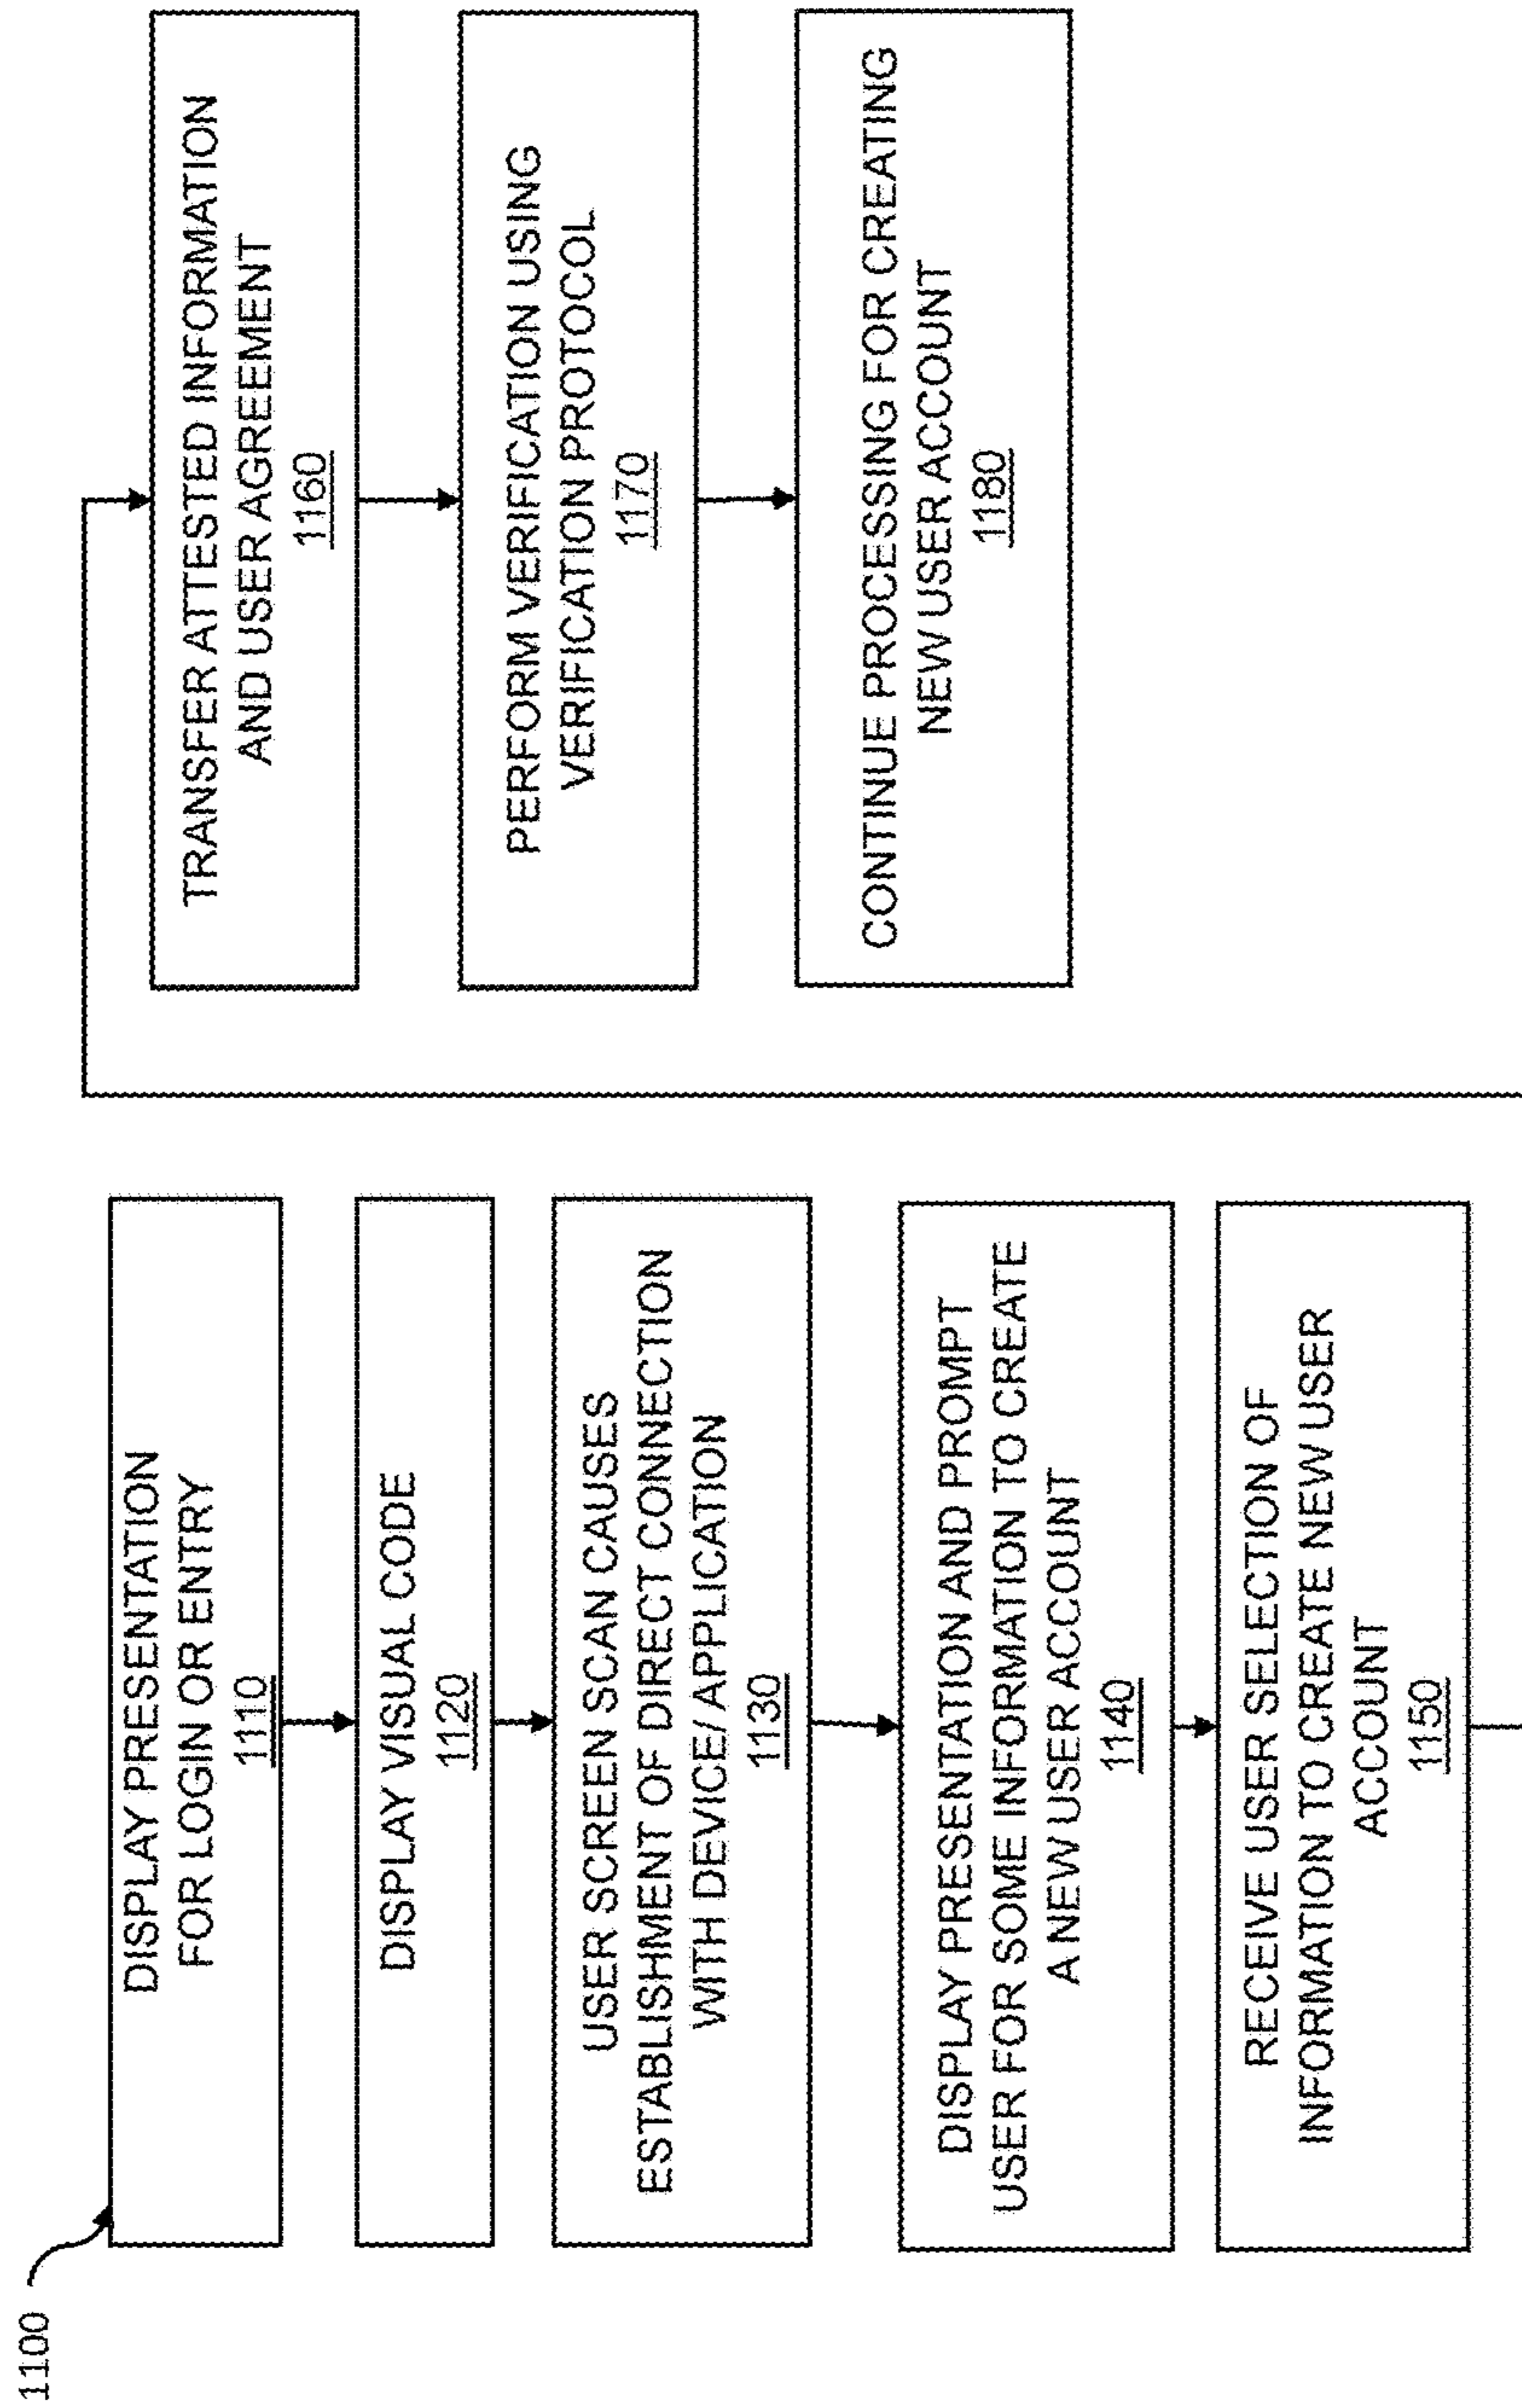 1100
DISPLAY PRESENTATION
FOR LOGIN OR ENTRY
1110
DISPLAY VISUAL CODE
1120
USER SCREEN SCAN CAUSES
ESTABLISHMENT OF DIRECT CONNECTION
WITH DEVICE/ APPLICATION
1130
DISPLAY PRESENTATION AND PROMPT
USER FOR SOME INFORMATION TO CREATE
A NEW USER ACCOUNT
1140
RECEIVE USER SELECTION OF
INFORMATION TO CREATE NEW USER
ACCOUNT
1150
TRANSFER ATTESTED INFORMATION
AND USER AGREEMENT
1160
PERFORM VERIFICATION USING
VERIFICATION PROTOCOL
1170
CONTINUE PROCESSING FOR CREATING
NEW USER ACCOUNT
1180